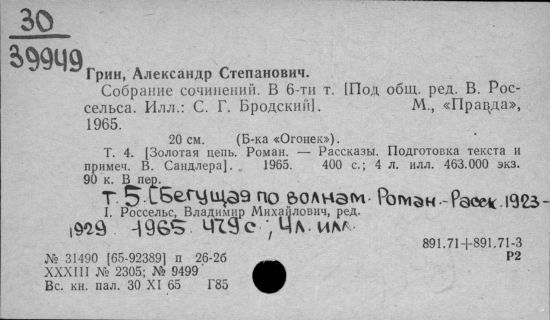 30
39949
Грин, Александр Степанович.
Собрание сочинений. В 6-ти т. [Под общ. ред. В. Рос-
сельса. Илл.: С. Г. Бродский]. М., «Правда»,
1965.
20 см. (Б-ка «Огонек»).
Т. 4. [Золотая цепь. Роман. — Рассказы. Подготовка текста и
примеч. В. Сандлера]. 1965. 400 с.; 4 л. илл. 463.000 экз.
90 к. В пер.
Т. 5. [Бегущая по волнам. Роман. - Расск. 1923 -
I. Россельс, Владимир Михайлович, ред.
1929 - 1965. 479 с.; 4 л. илл.
891.71+891.71-3
№ 31490 [65-92389] п 26-2б Р2
XXXIII № 2305; № 9499
Вс. кн. пал. 30 XI 65 Г85